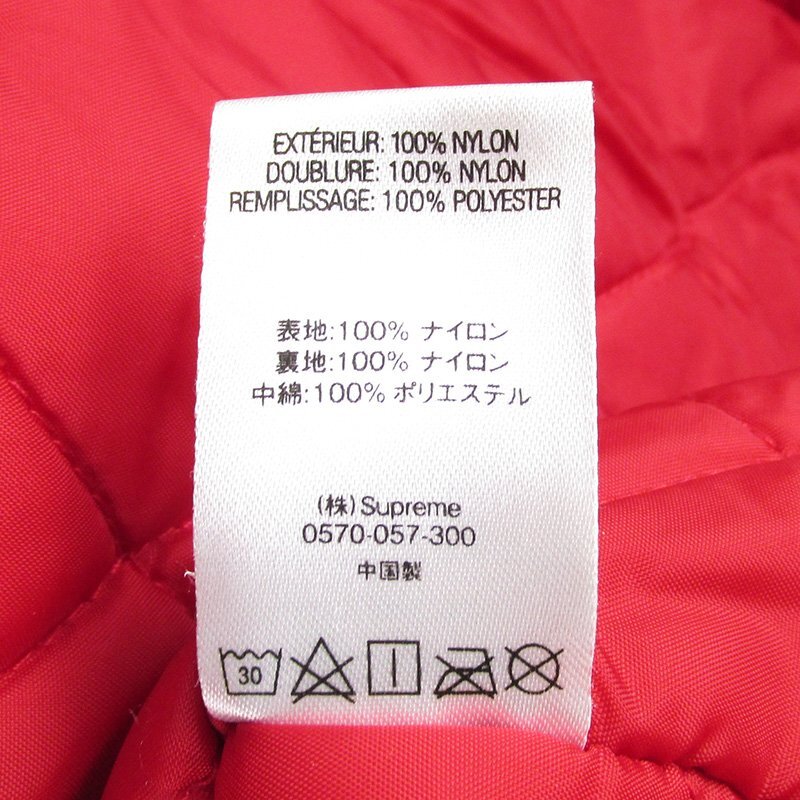 EXTÉRIEUR: 100% NYLON
DOUBLURE: 100% NYLON
REMPLISSAGE: 100% POLYESTER
表地:100% ナイロン
裏地:100% ナイロン
中綿:100% ポリエステル
(株)Supreme
0570-057-300
中国製
30